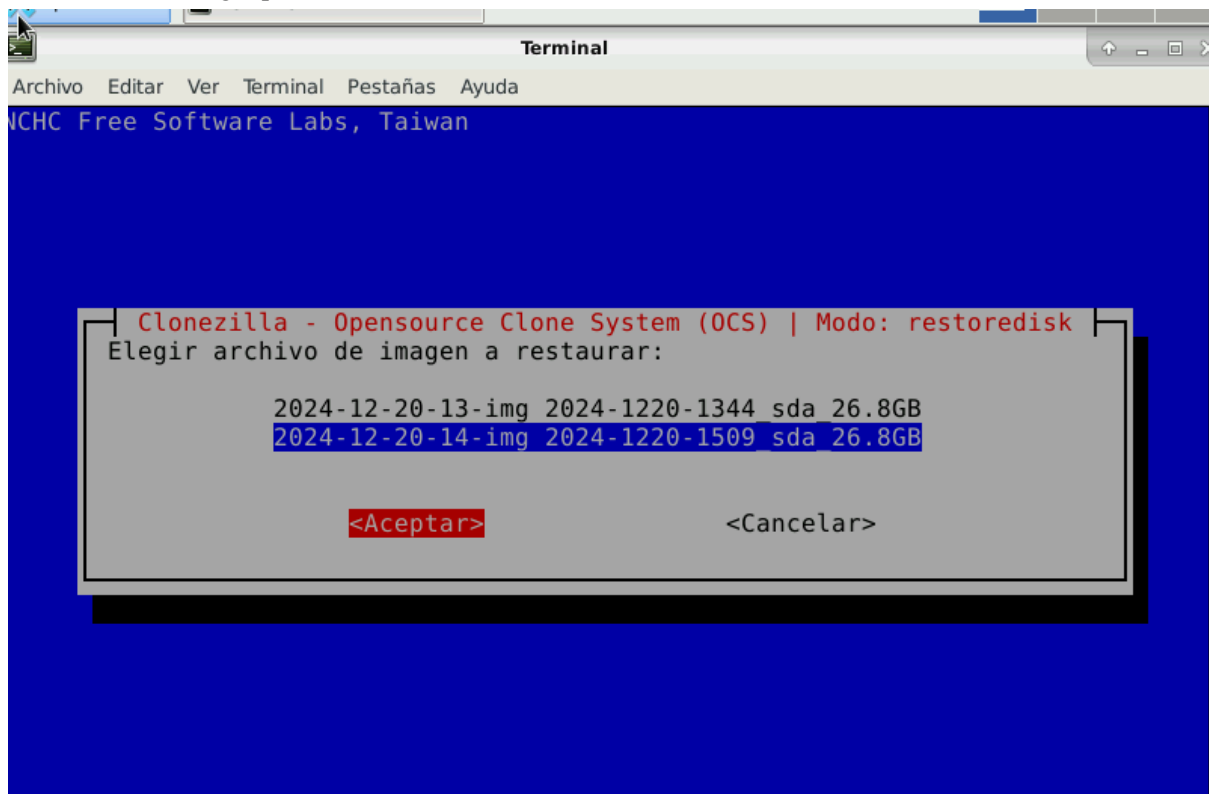 Terminal
Archivo Editar Ver Terminal Pestañas Ayuda
NCHC Free Software Labs, Taiwan
Clonezilla - Opensource Clone System (OCS) | Modo: restoredisk
Elegir archivo de imagen a restaurar:
2024-12-20-13-img 2024-1220-1344_sda_26.8GB
2024-12-20-14-img 2024-1220-1509_sda_26.8GB
<Aceptar> <Cancelar>